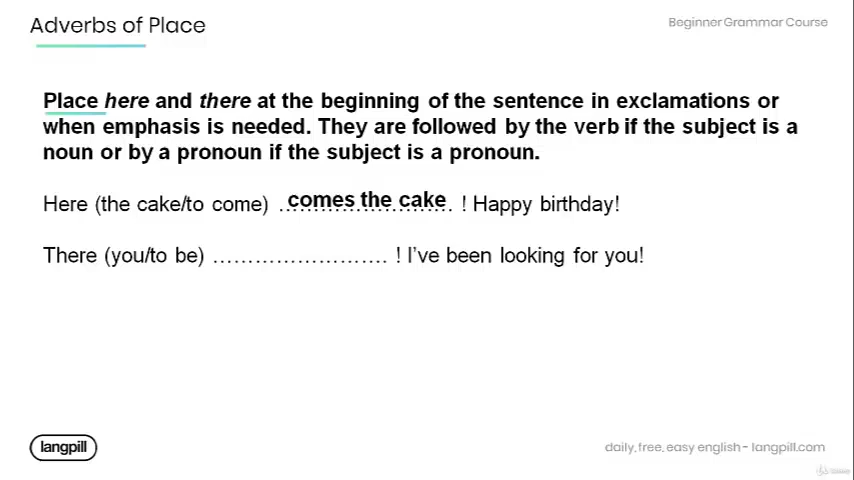 Adverbs of Place
Beginner Grammar Course
Place here and there at the beginning of the sentence in exclamations or
when emphasis is needed. They are followed by the verb if the subject is a
noun or by a pronoun if the subject is a pronoun.
Here (the cake/to come) comes the cake ! Happy birthday!
There (you/to be) ........................ ! I've been looking for you!
langpill
daily, free, easy english - langpill.com